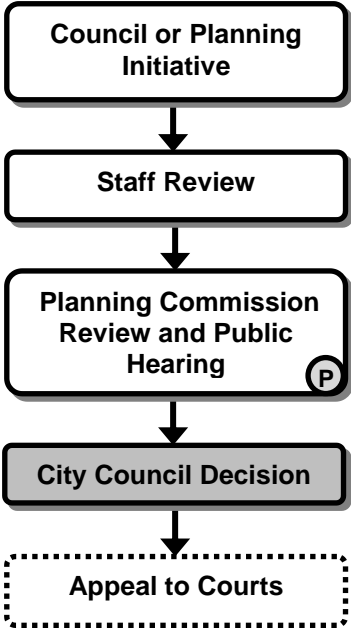 Council or Planning
Initiative
Staff Review
Planning Commission
Review and Public
Hearing
P
City Council Decision
Appeal to Courts